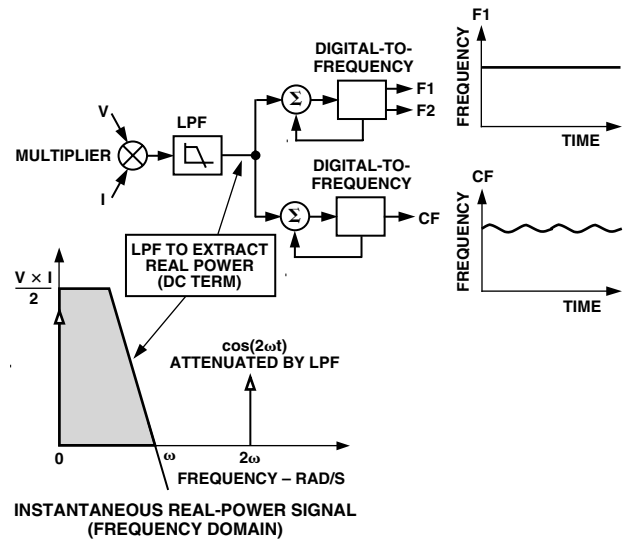 DIGITAL-TO-
FREQUENCY
V
LPF
Σ
F1
F2
MULTIPLIER
I
DIGITAL-TO-
FREQUENCY
Σ
CF
F1
FREQUENCY
TIME
CF
FREQUENCY
TIME
LPF TO EXTRACT
REAL POWER
(DC TERM)
V × I
2
cos(2ωt)
ATTENUATED BY LPF
0
ω
2ω
FREQUENCY – RAD/S
INSTANTANEOUS REAL-POWER SIGNAL
(FREQUENCY DOMAIN)